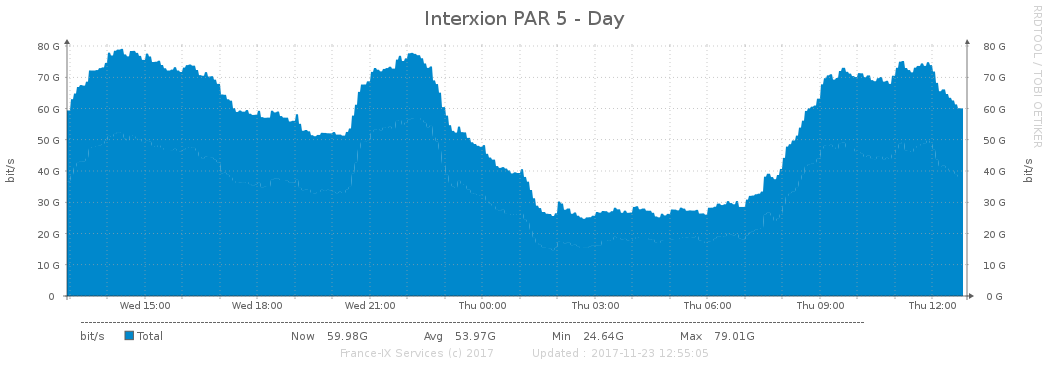 Interxion PAR 5 - Day
RRDTOOL / TOBI OETIKER
bit/s
80 G 80 G
70 G 70 G
60 G 60 G
50 G 50 G
40 G 40 G
30 G 30 G
20 G 20 G
10 G 10 G
0 0 G
bit/s
Wed 15:00 Wed 18:00 Wed 21:00 Thu 00:00 Thu 03:00 Thu 06:00 Thu 09:00 Thu 12:00
bit/s Total Now 59.98G Avg 53.97G Min 24.64G Max 79.01G
France-IX Services (c) 2017 Updated : 2017-11-23 12:55:05